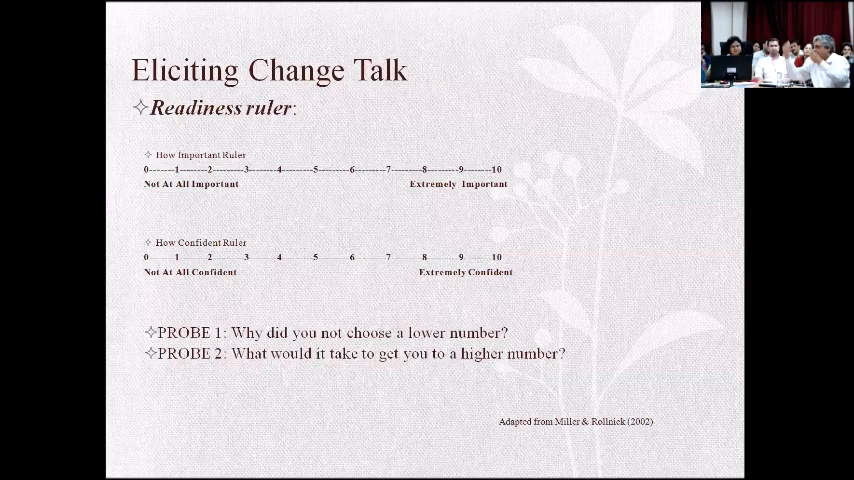 Eliciting Change Talk
Readiness ruler:
How Important Ruler
0-------1--------2---------3--------4---------5---------6---------7---------8---------9--------10
Not At All Important Extremely Important
How Confident Ruler
0 1 2 3 4 5 6 7 8 9 10
Not At All Confident Extremely Confident
PROBE 1: Why did you not choose a lower number?
PROBE 2: What would it take to get you to a higher number?
Adapted from Miller & Rollnick (2002)